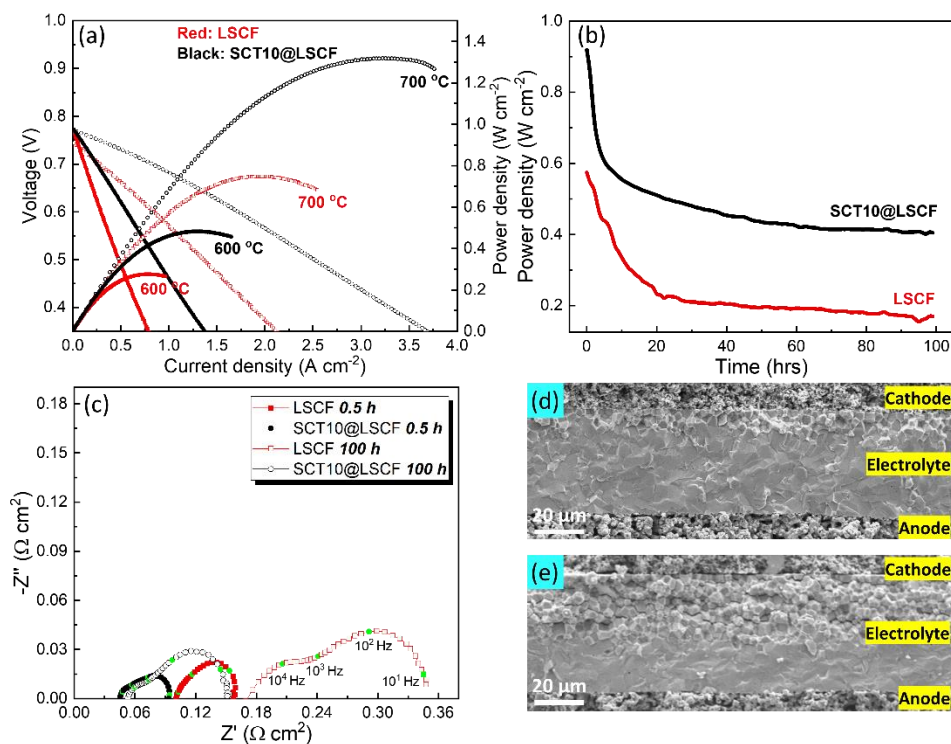 (a)
Red: LSCF
Black: SCT10@LSCF
700 °C
700 °C
600 °C
600 °C
Voltage (V)
1.0
0.9
0.8
0.7
0.6
0.5
0.4
Power density (W cm-2)
1.4
1.2
1.0
0.8
0.6
0.4
0.2
0.0
0.0 0.5 1.0 1.5 2.0 2.5 3.0 3.5 4.0
Current density (A cm-2)
(b)
SCT10@LSCF
LSCF
Power density (W cm-2)
1.0
0.8
0.6
0.4
0.2
0 20 40 60 80 100
Time (hrs)
(c)
LSCF 0.5 h
SCT10@LSCF 0.5 h
LSCF 100 h
SCT10@LSCF 100 h
10⁴ Hz
10³ Hz
10² Hz
10¹ Hz
-Z" (Ω cm²)
0.18
0.15
0.12
0.09
0.06
0.03
0.00
0.00 0.06 0.12 0.18 0.24 0.30 0.36
Z' (Ω cm²)
(d)
Cathode
Electrolyte
20 μm
Anode
(e)
Cathode
Electrolyte
20 μm
Anode